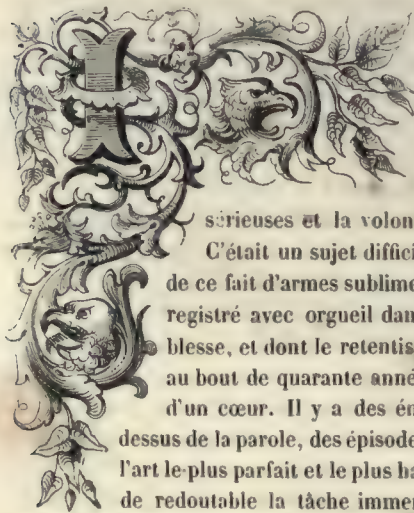 I
sérieuses et la volon
C'était un sujet diffici
de ce fait d'armes sublime
registré avec orgueil dan
blesse, et dont le retentis
au bout de quarante anné
d'un cœur. Il y a des én
dessus de la parole, des épisode
l'art le-plus parfait et le plus ha
de redoutable la tâche immen